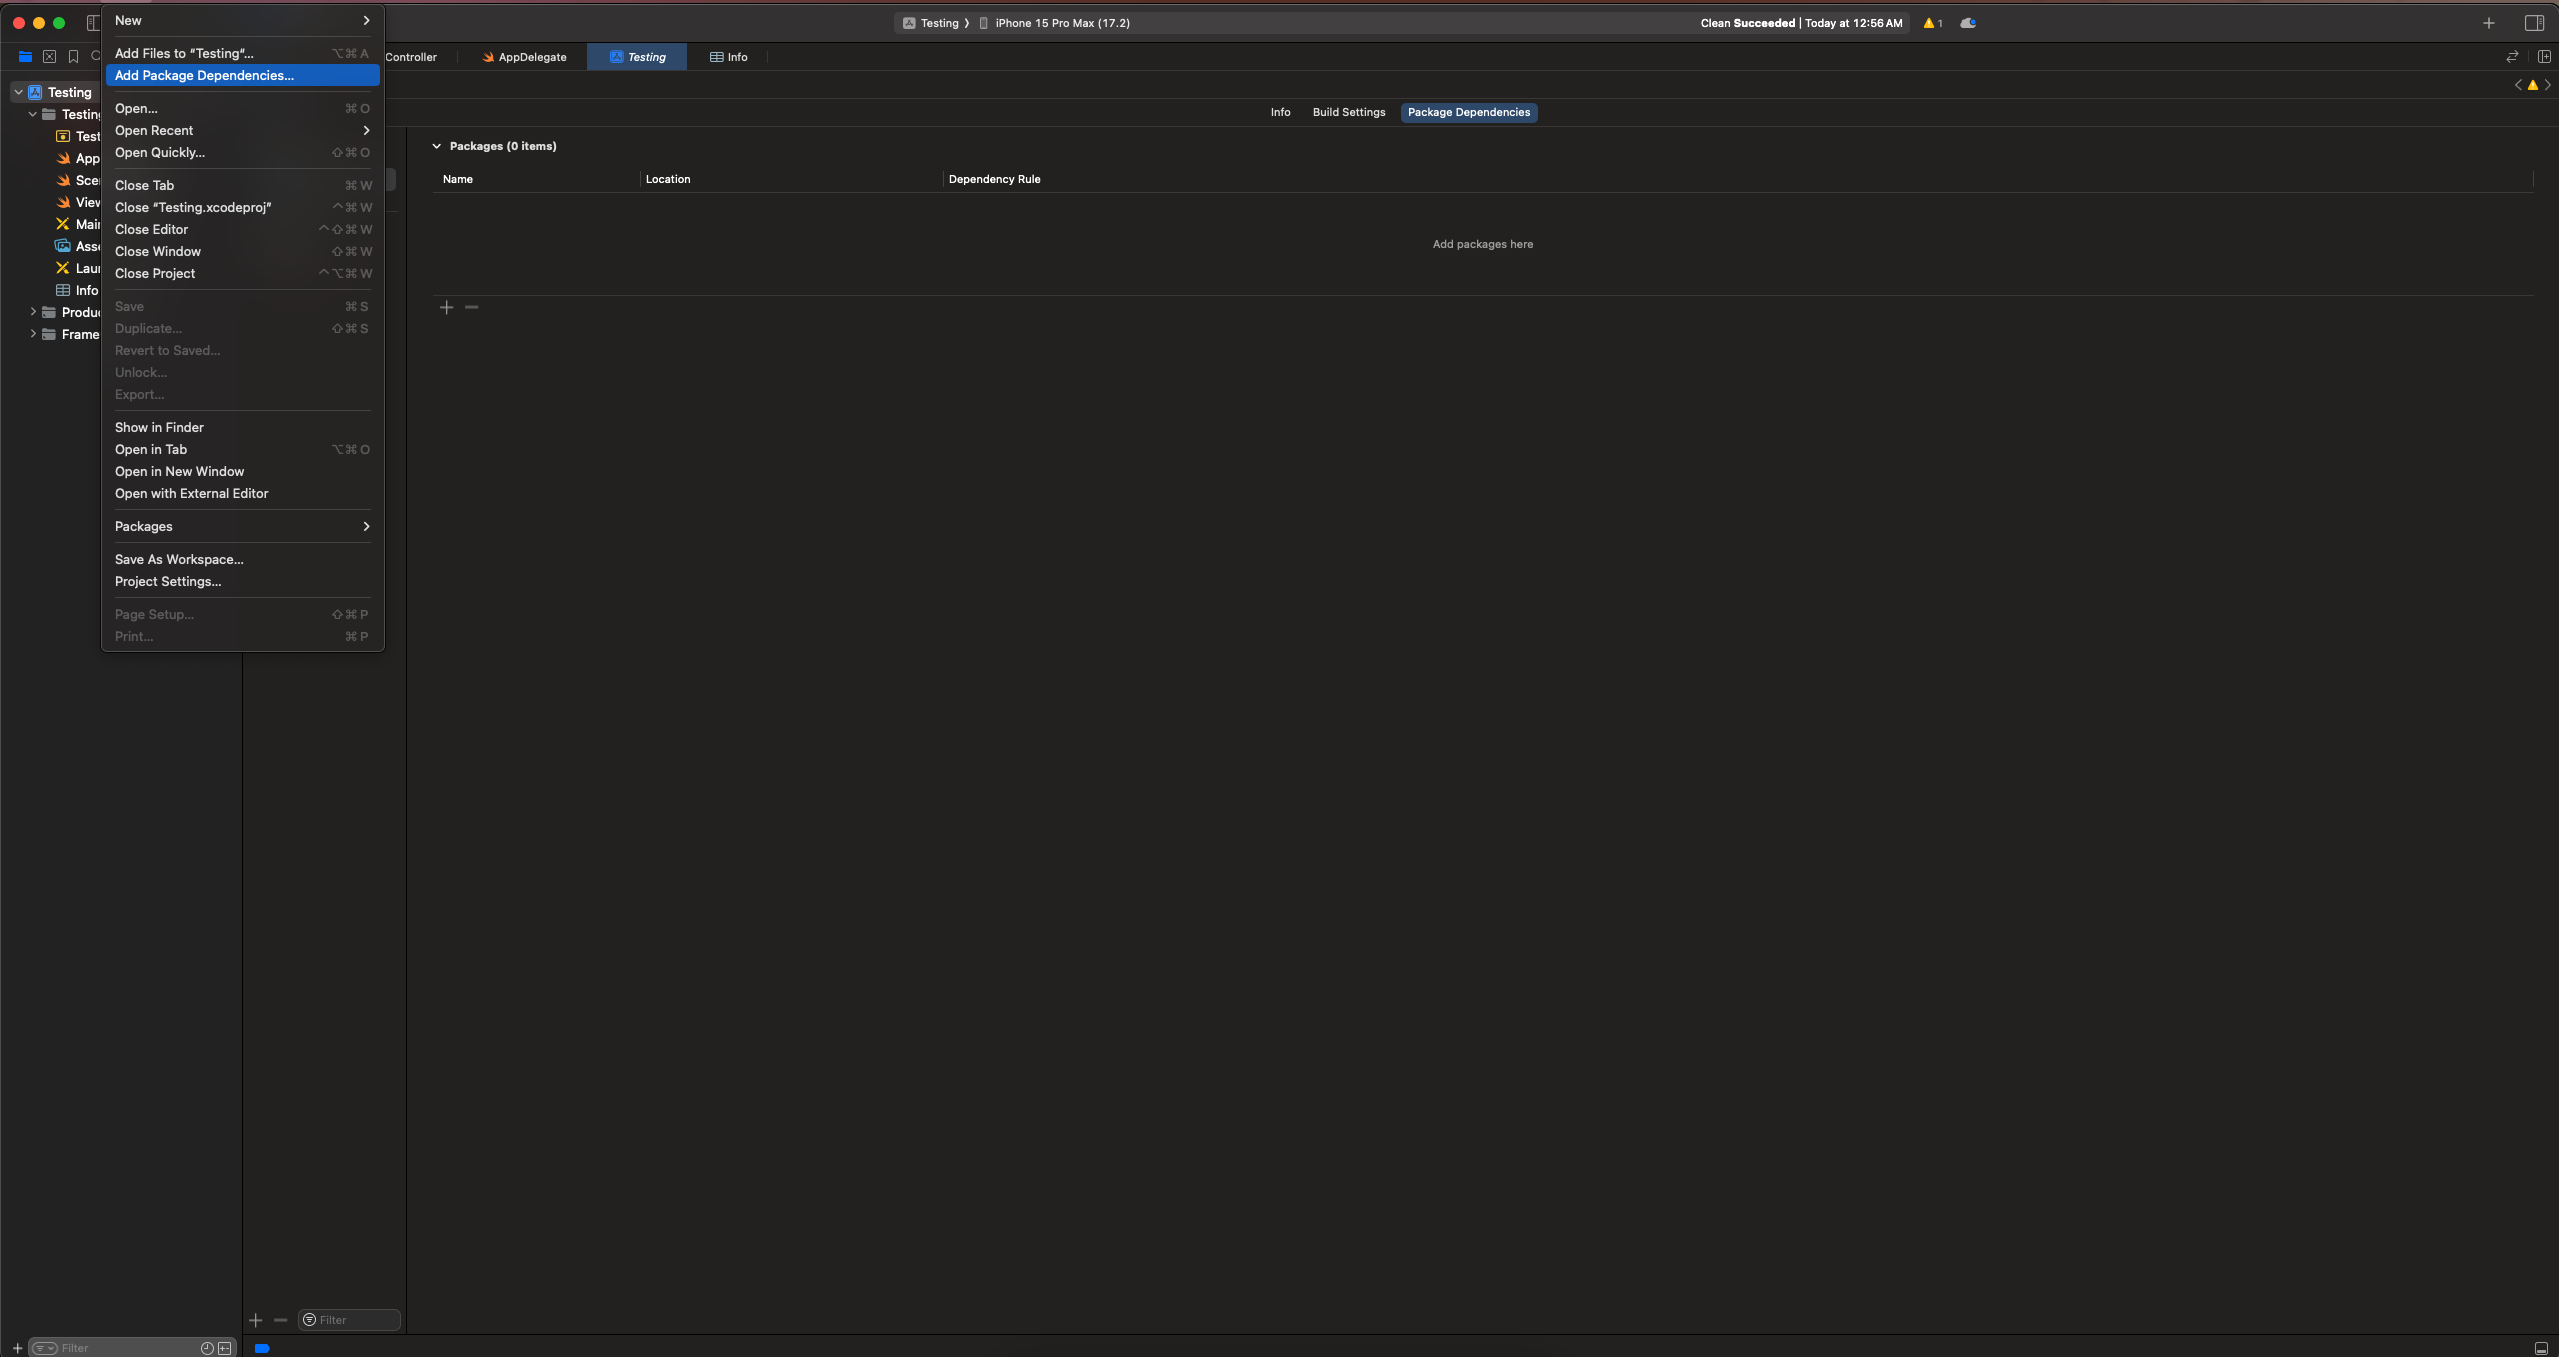 New
Testing
iPhone 15 Pro Max (17.2)
Clean Succeeded | Today at 12:56 AM
1
Add Files to “Testing“... ⌥⌘A
Add Package Dependencies...
Controller
AppDelegate
Testing
Info
Open... ⌘O
Open Recent
Open Quickly... ⇧⌘O
Close Tab ⌘W
Close “Testing.xcodeproj” ^⌘W
Close Editor ^⇧⌘W
Close Window ⇧⌘W
Close Project ^⌥⌘W
Save ⌘S
Duplicate... ⇧⌘S
Revert to Saved...
Unlock...
Export...
Show in Finder
Open in Tab ⌥⌘O
Open in New Window
Open with External Editor
Packages
Save As Workspace...
Project Settings...
Page Setup... ⇧⌘P
Print... ⌘P
Testing
Testing
Test
App
Scen
View
Main
Asse
Laun
Info
Produ
Frame
Info
Build Settings
Package Dependencies
Packages (0 items)
Name
Location
Dependency Rule
Add packages here
Filter
Filter